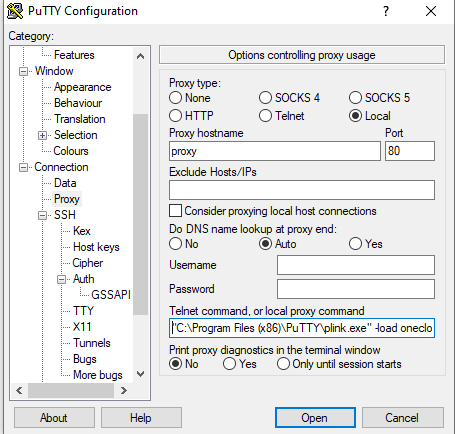 PuTTY Configuration
?
Category:
Features
Window
Appearance
Behaviour
Translation
Selection
Colours
Connection
Data
Proxy
SSH
Kex
Host keys
Cipher
Auth
GSSAPI
TTY
X11
Tunnels
Bugs
More bugs
Options controlling proxy usage
Proxy type:
None SOCKS 4 SOCKS 5
HTTP Telnet Local
Proxy hostname Port
proxy 80
Exclude Hosts/IPs
Consider proxying local host connections
Do DNS name lookup at proxy end:
No Auto Yes
Username
Password
Telnet command, or local proxy command
"C:\Program Files (x86)\PuTTY\plink.exe" -load oneclo
Print proxy diagnostics in the terminal window
No Yes Only until session starts
About Help Open Cancel